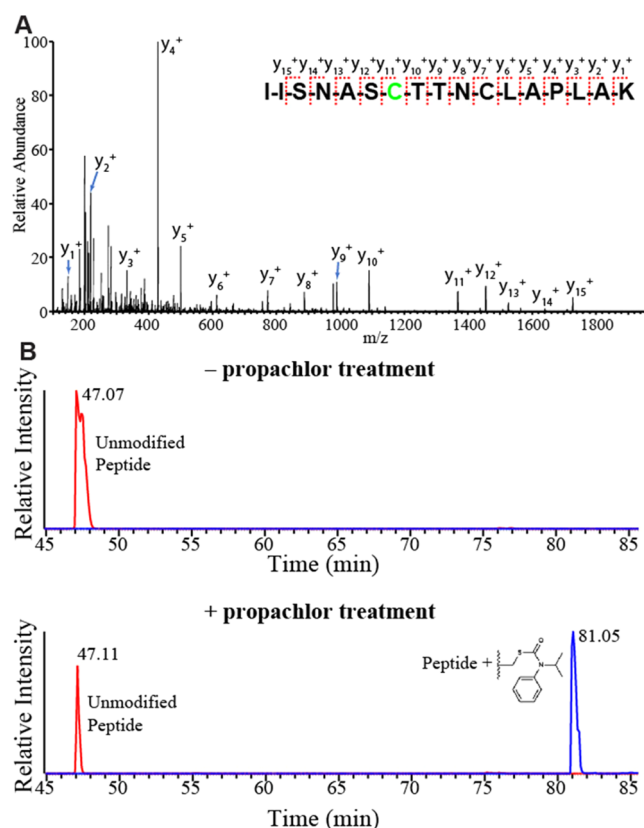 A
Relative Abundance
100
80
60
40
20
0
y₁⁺
y₂⁺
y₃⁺
y₄⁺
y₅⁺
y₆⁺
y₇⁺
y₈⁺
y₉⁺
y₁₀⁺
y₁₁⁺
y₁₂⁺
y₁₃⁺
y₁₄⁺
y₁₅⁺
y₁₅⁺ y₁₄⁺ y₁₃⁺ y₁₂⁺ y₁₁⁺ y₁₀⁺ y₉⁺ y₈⁺ y₇⁺ y₆⁺ y₅⁺ y₄⁺ y₃⁺ y₂⁺ y₁⁺
I-I-S-N-A-S-C-T-T-N-C-L-A-P-L-A-K
200 400 600 800 1000 1200 1400 1600 1800
m/z
B
– propachlor treatment
Relative Intensity
47.07
Unmodified
Peptide
45 50 55 60 65 70 75 80 85
Time (min)
+ propachlor treatment
Relative Intensity
47.11
Unmodified
Peptide
Peptide +
S
O
N
81.05
45 50 55 60 65 70 75 80 85
Time (min)